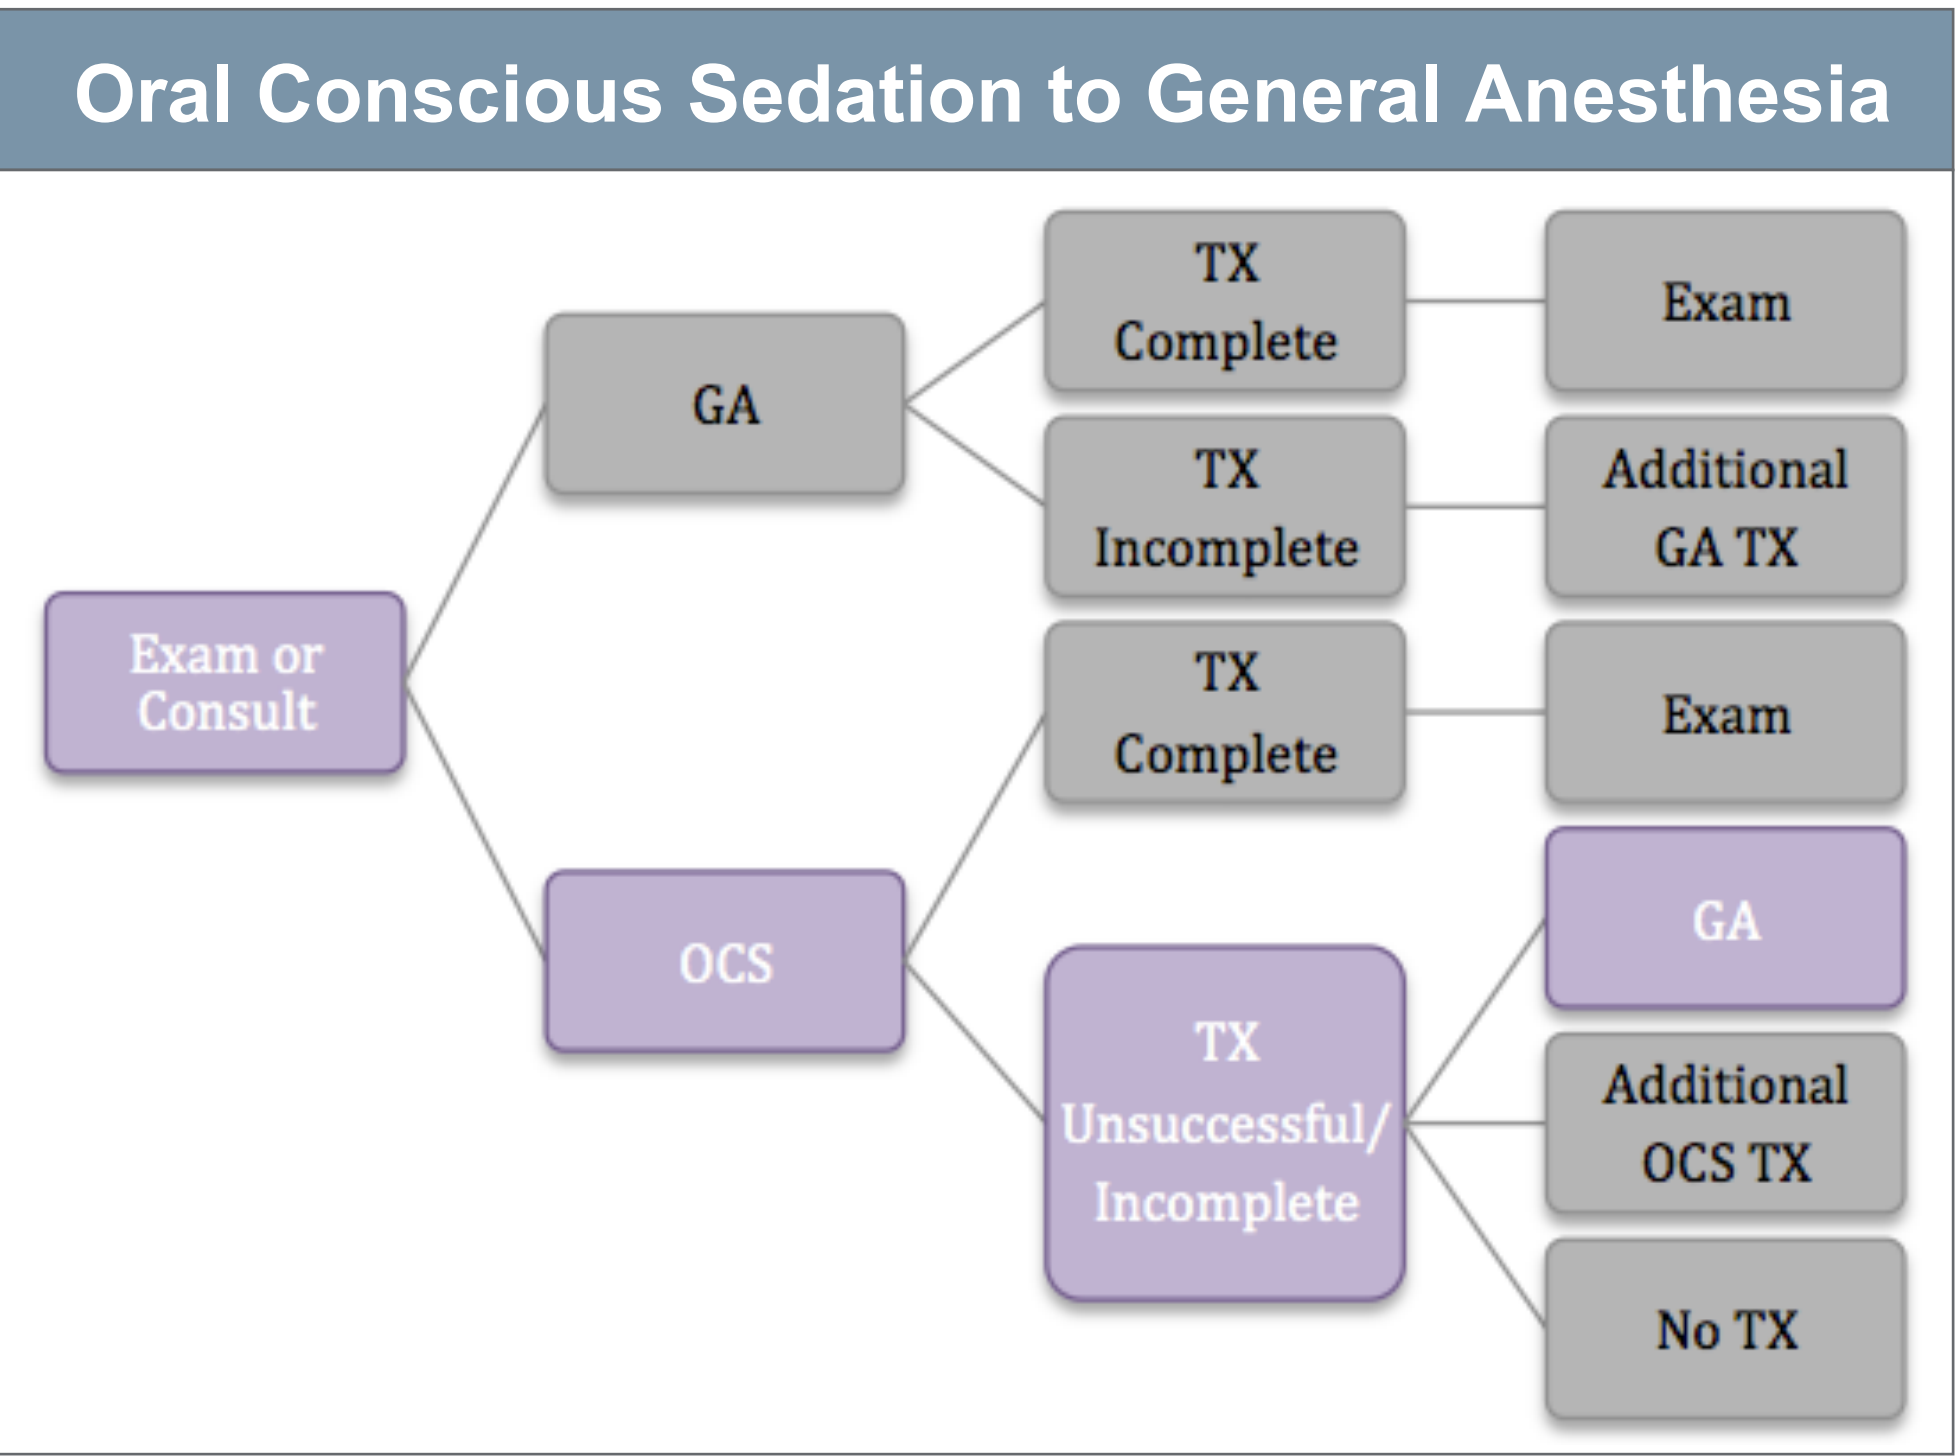 Oral Conscious Sedation to General Anesthesia
Exam or
Consult
GA
OCS
TX
Complete
TX
Incomplete
TX
Complete
TX
Unsuccessful/
Incomplete
Exam
Additional
GA TX
Exam
GA
Additional
OCS TX
No TX